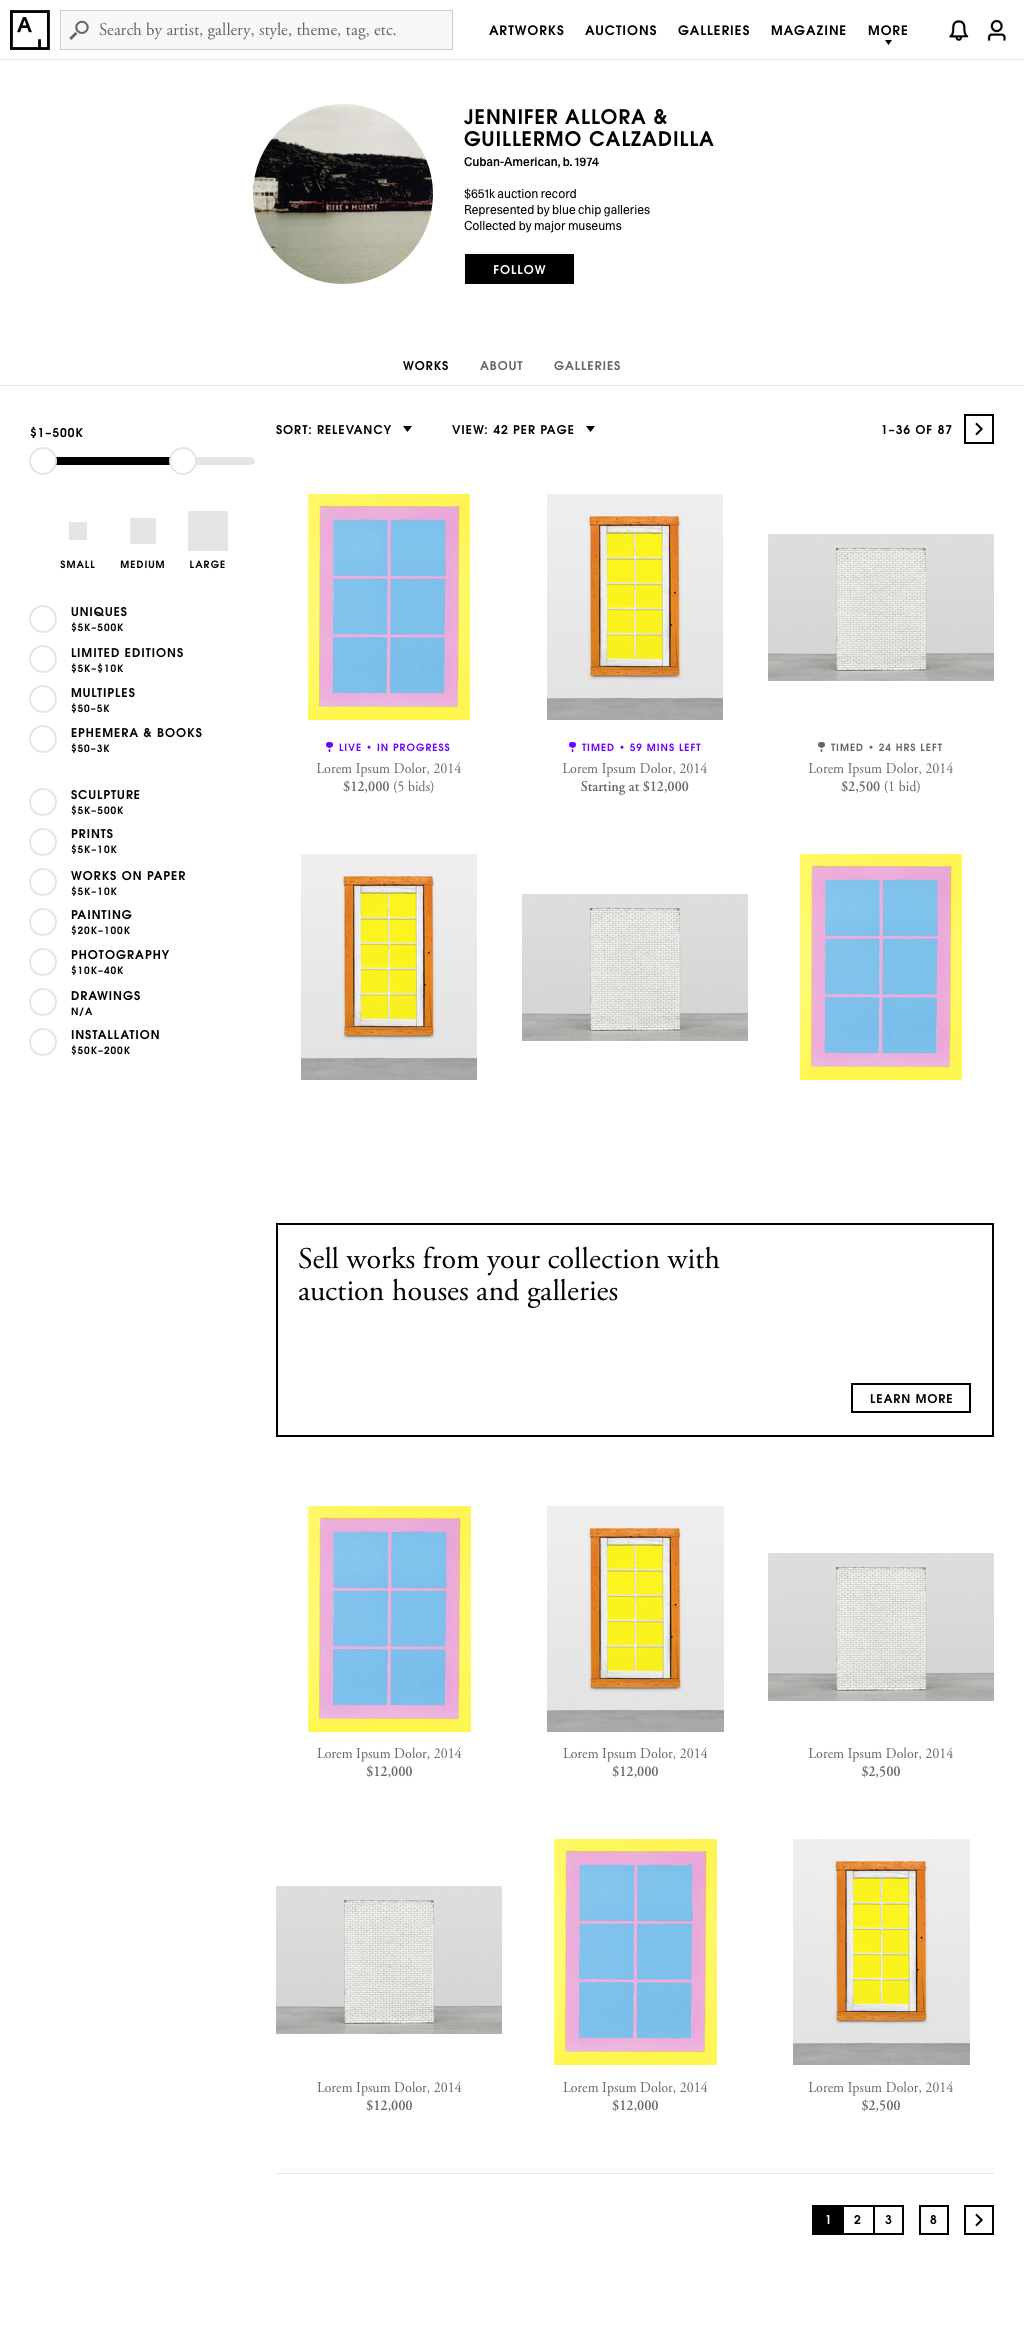 A
Search by artist, gallery, style, theme, tag, etc.
ARTWORKS AUCTIONS GALLERIES MAGAZINE MORE
JENNIFER ALLORA &
GUILLERMO CALZADILLA
Cuban-American, b. 1974
$651k auction record
Represented by blue chip galleries
Collected by major museums
FOLLOW
WORKS ABOUT GALLERIES
$1–500K
SORT: RELEVANCY VIEW: 42 PER PAGE 1–36 OF 87
SMALL MEDIUM LARGE
UNIQUES
$5K–500K
LIMITED EDITIONS
$5K–$10K
MULTIPLES
$50–5K
EPHEMERA & BOOKS
$50–3K
SCULPTURE
$5K–500K
PRINTS
$5K–10K
WORKS ON PAPER
$5K–10K
PAINTING
$20K–100K
PHOTOGRAPHY
$10K–40K
DRAWINGS
N/A
INSTALLATION
$50K–200K
LIVE • IN PROGRESS
Lorem Ipsum Dolor, 2014
$12,000 (5 bids)
TIMED • 59 MINS LEFT
Lorem Ipsum Dolor, 2014
Starting at $12,000
TIMED • 24 HRS LEFT
Lorem Ipsum Dolor, 2014
$2,500 (1 bid)
Sell works from your collection with
auction houses and galleries
LEARN MORE
Lorem Ipsum Dolor, 2014
$12,000
Lorem Ipsum Dolor, 2014
$12,000
Lorem Ipsum Dolor, 2014
$2,500
Lorem Ipsum Dolor, 2014
$12,000
Lorem Ipsum Dolor, 2014
$12,000
Lorem Ipsum Dolor, 2014
$2,500
1 2 3 8